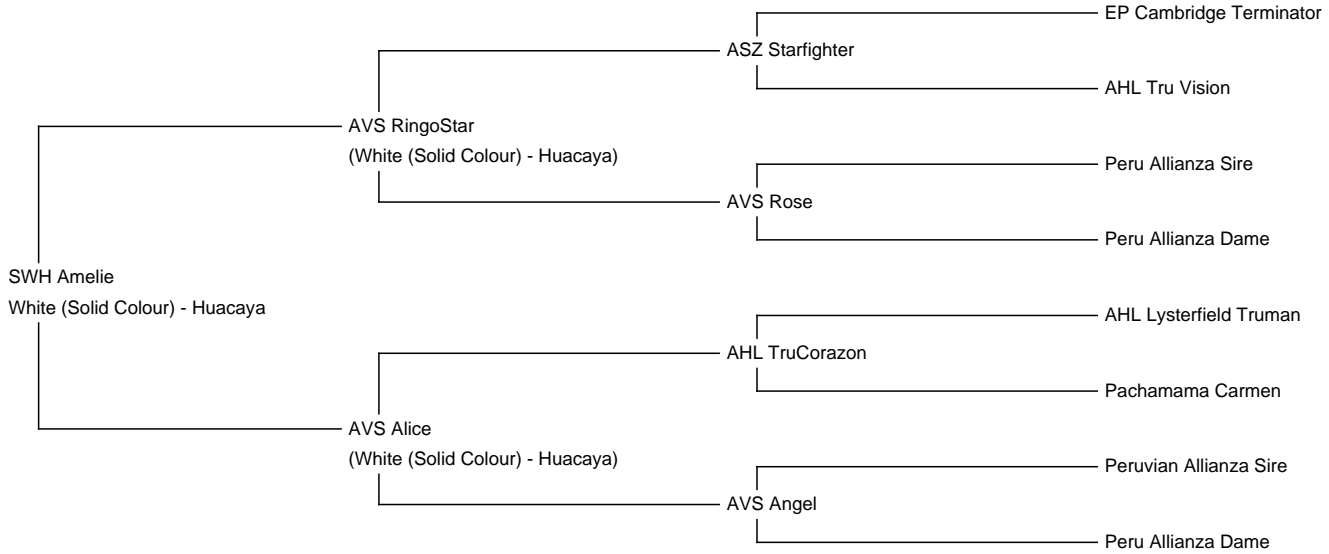 EP Cambridge Terminator
ASZ Starfighter
AHL Tru Vision
AVS RingoStar
(White (Solid Colour) - Huacaya)
Peru Allianza Sire
AVS Rose
Peru Allianza Dame
SWH Amelie
White (Solid Colour) - Huacaya
AHL Lysterfield Truman
AHL TruCorazon
Pachamama Carmen
AVS Alice
(White (Solid Colour) - Huacaya)
Peruvian Allianza Sire
AVS Angel
Peru Allianza Dame